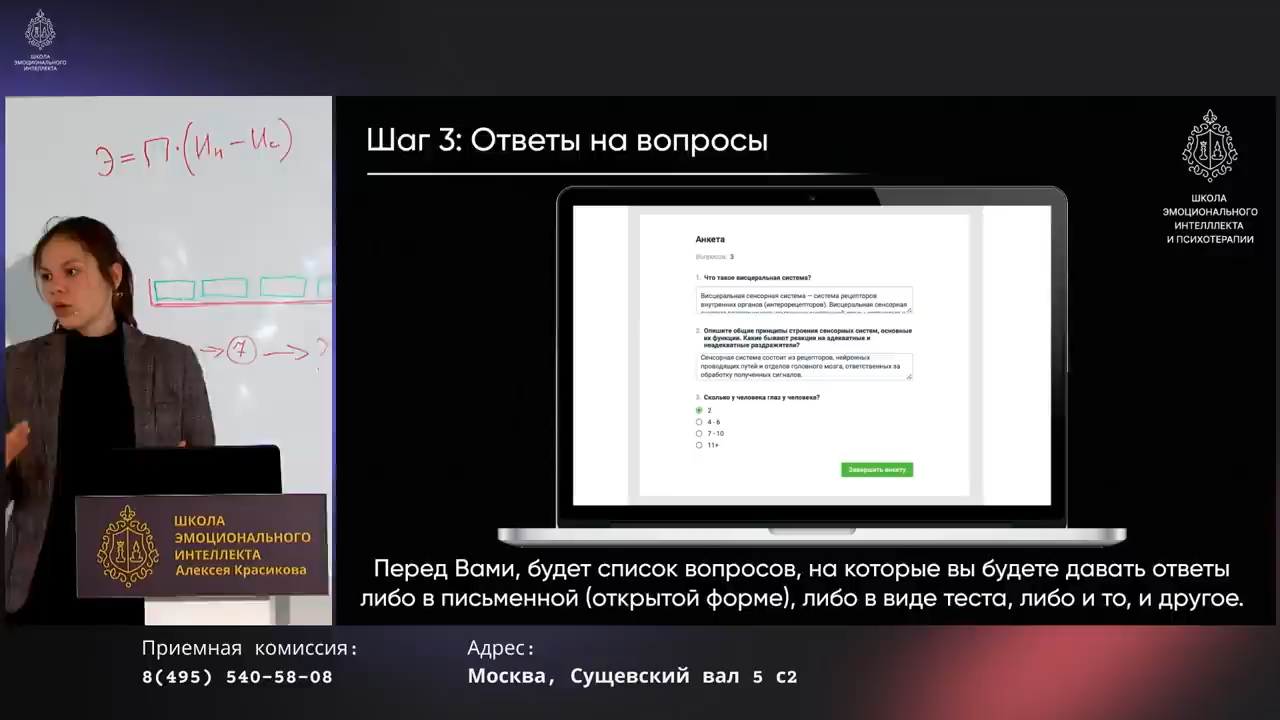 ШКОЛА
ЭМОЦИОНАЛЬНОГО
ИНТЕЛЛЕКТА
Э = П · (Ин – Ис)
7
ШКОЛА
ЭМОЦИОНАЛЬНОГО
ИНТЕЛЛЕКТА
Алексея Красикова
Шаг 3: Ответы на вопросы
ШКОЛА
ЭМОЦИОНАЛЬНОГО
ИНТЕЛЛЛЕКТА
И ПСИХОТЕРАПИИ
Анкета
Вопросов: 3
1. Что такое висцеральная система?
Висцеральная сенсорная система — система рецепторов
внутренних органов (интерорецепторов). Висцеральная сенсорная
2. Опишите общие принципы строения сенсорных систем, основные
их функции. Какие бывают реакции на адекватные и
неадекватные раздражители?
Сенсорная система состоит из рецепторов, нейронных
проводящих путей и отделов головного мозга, ответственных за
обработку полученных сигналов.
3. Сколько у человека глаз у человека?
2
4 - 6
7 - 10
11+
Завершить анкету
Перед Вами, будет список вопросов, на которые вы будете давать ответы
либо в письменной (открытой форме), либо в виде теста, либо и то, и другое.
Приемная комиссия:
8(495) 540-58-08
Адрес:
Москва, Сущевский вал 5 с2